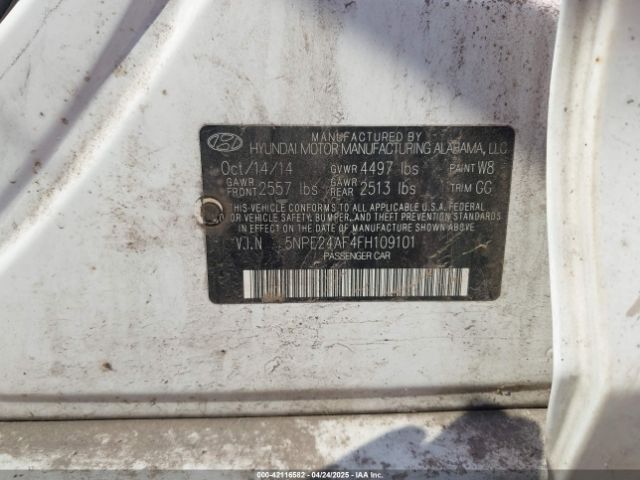 MANUFACTURED BY
HYUNDAI MOTOR MANUFACTURING ALABAMA, LLC
Oct/14/14 GVWR 4497 lbs PAINT W8
GAWR FRONT 2557 lbs GAWR REAR 2513 lbs TRIM GG
THIS VEHICLE CONFORMS TO ALL APPLICABLE U.S.A. FEDERAL
MOTOR VEHICLE SAFETY, BUMPER, AND THEFT PREVENTION STANDARDS
IN EFFECT ON THE DATE OF MANUFACTURE SHOWN ABOVE
V.I.N : 5NPE24AF4FH109101
PASSENGER CAR
000-42116582 - 04/24/2025 - IAA Inc.